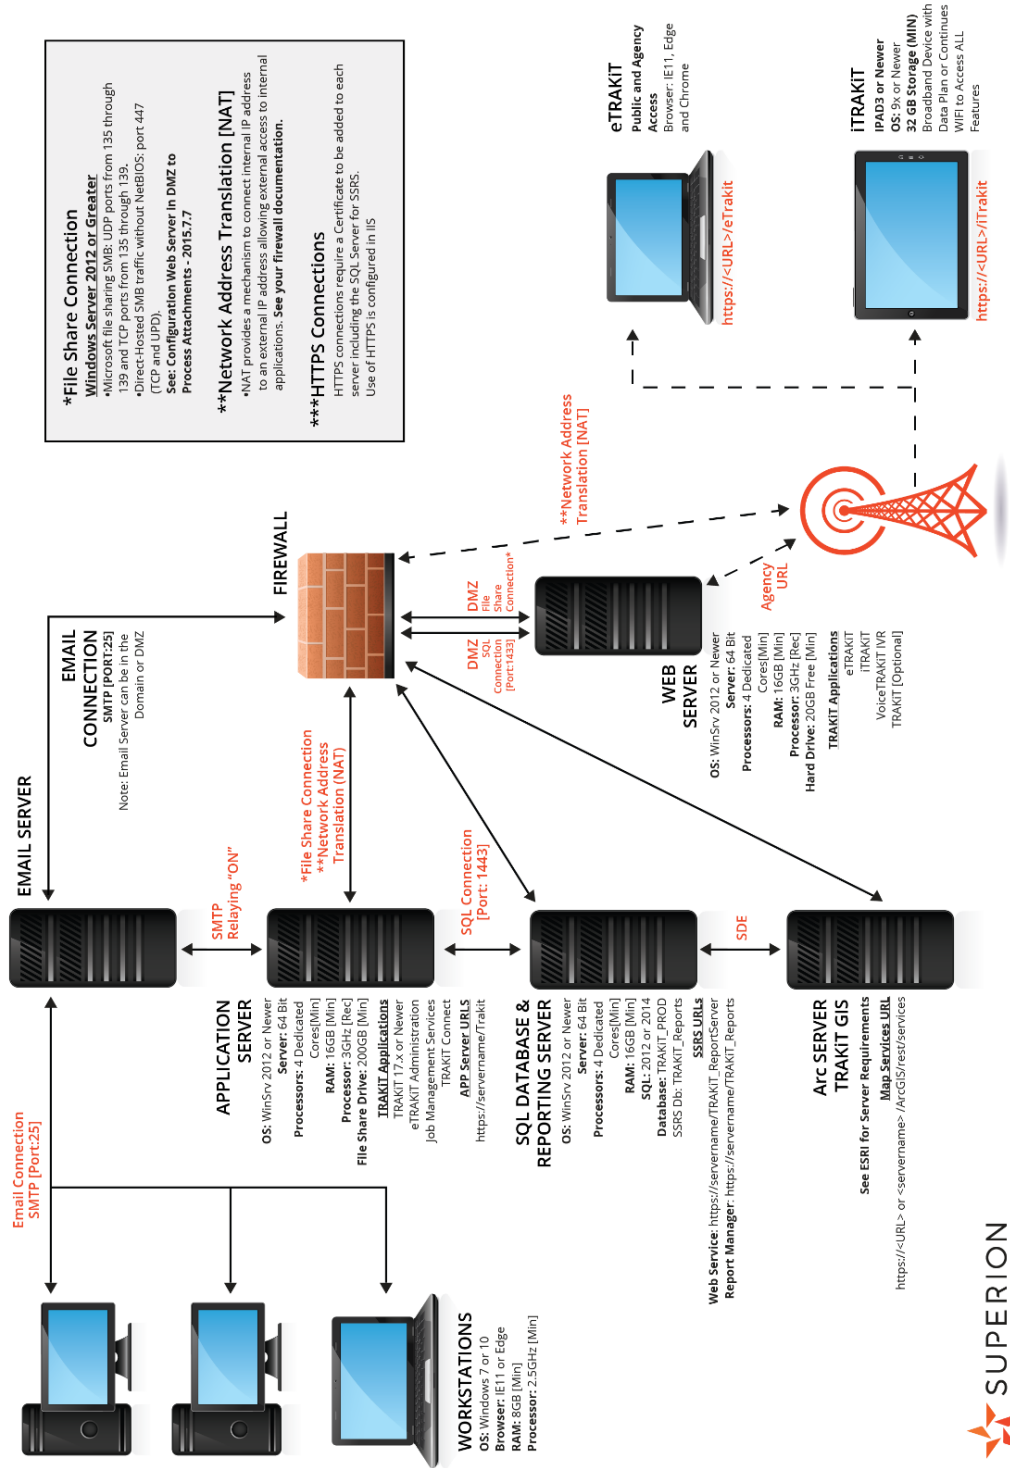 Email Connection
SMTP [Port:25]
WORKSTATIONS
OS: Windows 7 or 10
Browser: IE11 or Edge
RAM: 8GB [Min]
Processor: 2.5GHz [Min]
EMAIL SERVER
SMTP
Relaying “ON”
EMAIL
CONNECTION
SMTP [PORT:25]
Note: Email Server can be in the
Domain or DMZ
APPLICATION
SERVER
OS: WinSrv 2012 or Newer
Server: 64 Bit
Processors: 4 Dedicated
Cores[Min]
RAM: 16GB [Min]
Processor: 3GHz [Rec]
File Share Drive: 200GB [Min]
TRAKiT Applications
TRAKiT 17.x or Newer
eTRAKiT Administration
Job Management Services
TRAKiT Connect
APP Server URLS
https://servername/Trakit
*File Share Connection
**Network Address
Translation (NAT)
SQL Connection
[Port: 1443]
SQL DATABASE &
REPORTING SERVER
OS: WinSrv 2012 or Newer
Server: 64 Bit
Processors: 4 Dedicated
Cores[Min]
RAM: 16GB [Min]
SQL: 2012 or 2014
Database: TRAKiT_PROD
SSRS Db: TRAKiT_Reports
SSRS URLs
Web Service: https://servername/TRAKiT_ReportServer
Report Manager: https://servername/TRAKiT_Reports
SDE
Arc SERVER
TRAKiT GIS
See ESRI for Server Requirements
Map Services URL
https://<URL> or <servername> /ArcGIS/rest/services
FIREWALL
DMZ
SQL
Connection
[Port:1433]
DMZ
File
Share
Connection*
WEB
SERVER
OS: WinSrv 2012 or Newer
Server: 64 Bit
Processors: 4 Dedicated
Cores[Min]
RAM: 16GB [Min]
Processor: 3GHz [Rec]
Hard Drive: 20GB Free [Min]
TRAKiT Applications
eTRAKiT
iTRAKiT
VoiceTRAKiT IVR
TRAKiT [Optional]
Agency
URL
**Network Address
Translation [NAT]
*File Share Connection
Windows Server 2012 or Greater
•Microsoft file sharing SMB: UDP ports from 135 through
139 and TCP ports from 135 through 139.
•Direct-Hosted SMB traffic without NetBIOS: port 447
(TCP and UPD).
See: Configuration Web Server in DMZ to
Process Attachments - 2015.7.7
**Network Address Translation [NAT]
•NAT provides a mechanism to connect internal IP address
to an external IP address allowing external access to internal
applications. See your firewall documentation.
***HTTPS Connections
HTTPS connections require a Certificate to be added to each
server including the SQL Server for SSRS.
Use of HTTPS is configured in IIS
eTRAKiT
Public and Agency
Access
Browser: IE11, Edge
and Chrome
https://<URL>/eTrakit
iTRAKiT
IPAD3 or Newer
OS: 9x or Newer
32 GB Storage (MIN)
Broadband Device with
Data Plan or Continues
WIFI to Access ALL
Features
https://<URL>/iTrakit
SUPERION